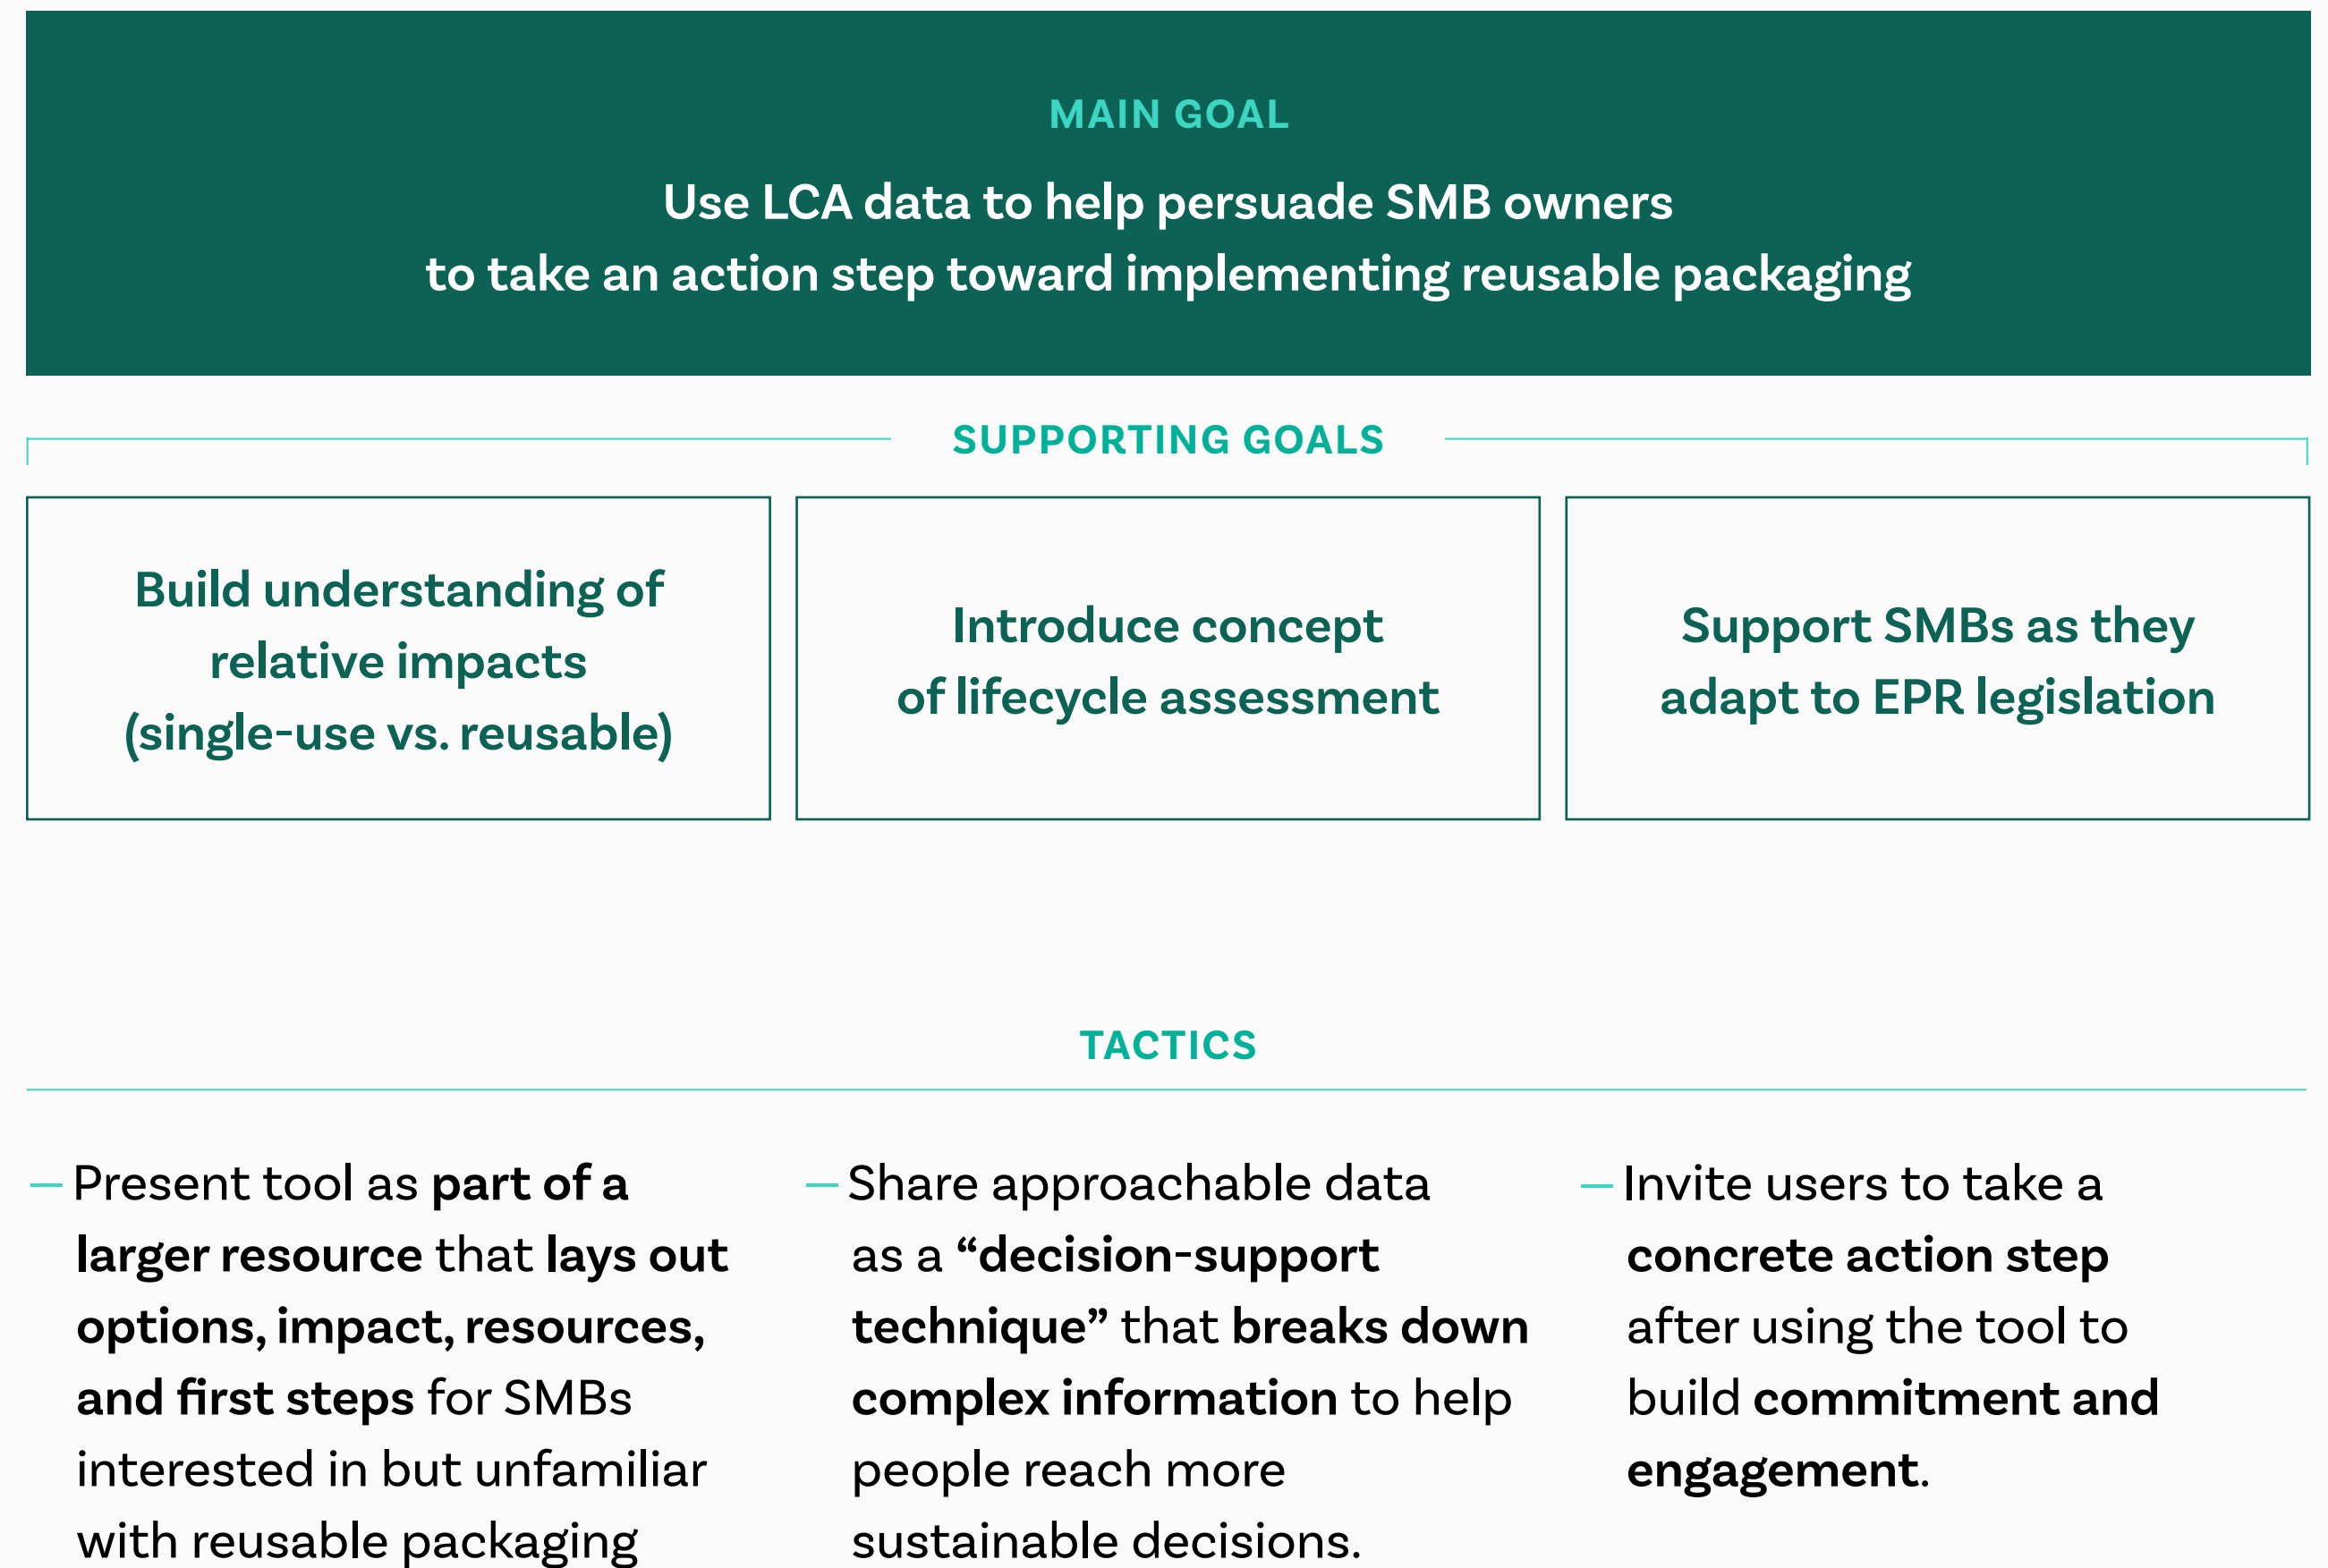 MAIN GOAL
Use LCA data to help persuade SMB owners
to take an action step toward implementing reusable packaging
SUPPORTING GOALS
Build understanding of
relative impacts
(single-use vs. reusable)
Introduce concept
of lifecycle assessment
Support SMBs as they
adapt to EPR legislation
TACTICS
Present tool as part of a
larger resource that lays out
options, impact, resources,
and first steps for SMBs
interested in but unfamiliar
with reusable packaging
Share approachable data
as a “decision-support
technique” that breaks down
complex information to help
people reach more
sustainable decisions.
Invite users to take a
concrete action step
after using the tool to
build commitment and
engagement.